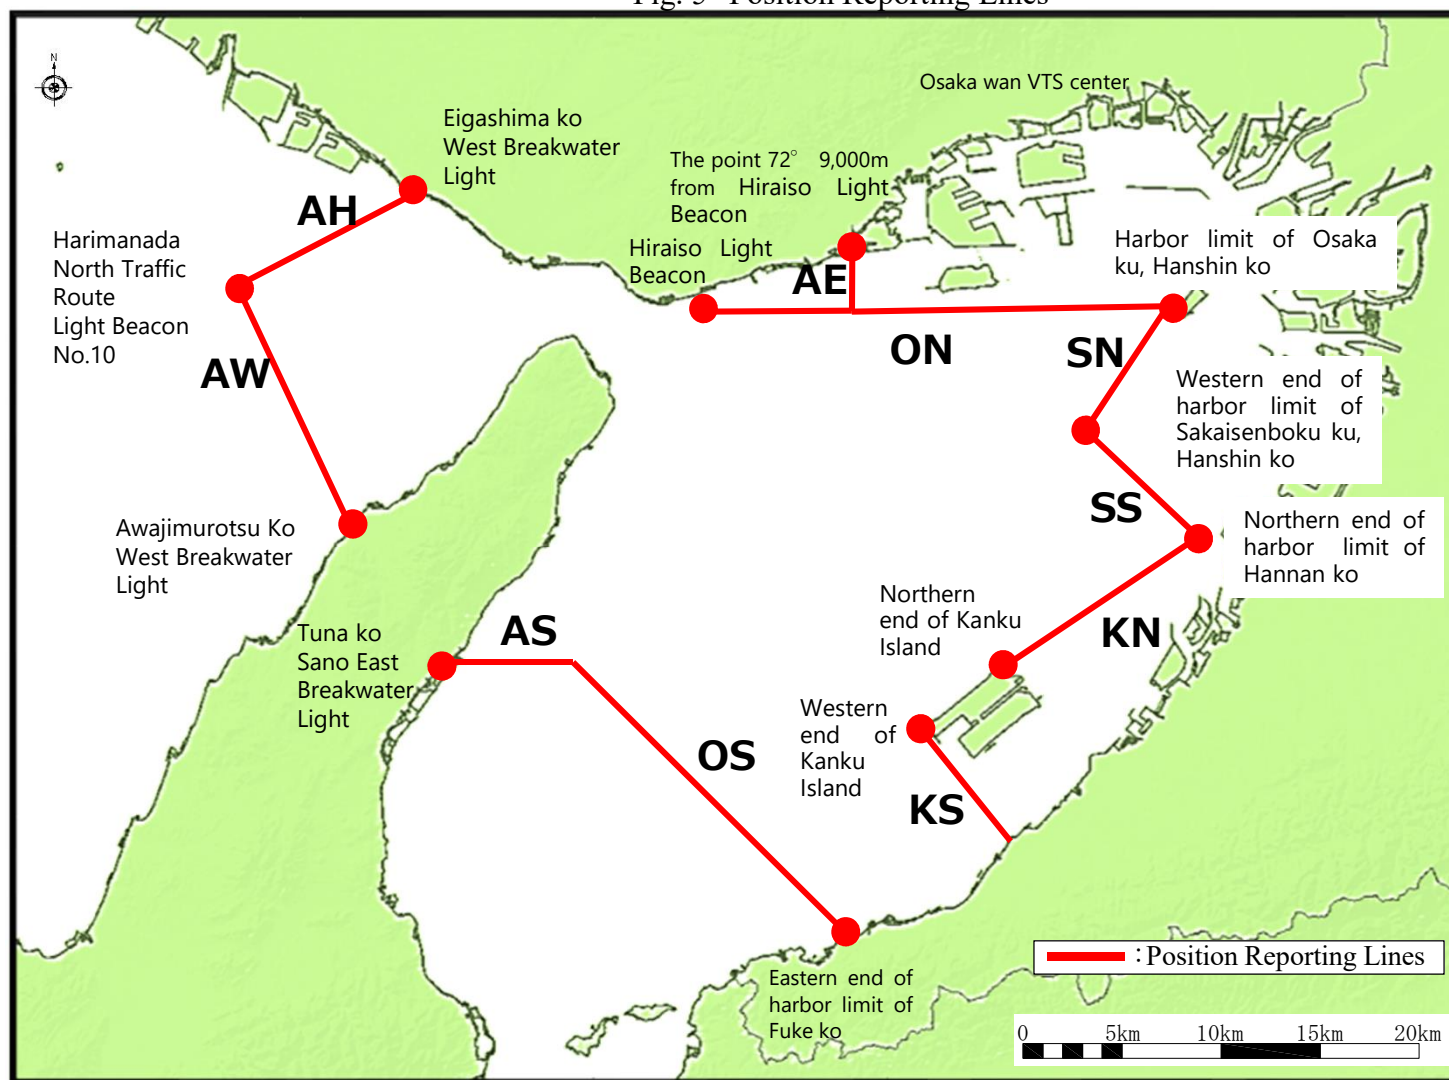 Fig. 5 Position Reporting Lines
N
Osaka wan VTS center
Eigashima ko
West Breakwater
Light
The point 72° 9,000m
from Hiraiso Light
Beacon
AH
Harimanada
North Traffic
Route
Light Beacon
No.10
Hiraiso Light
Beacon
AE
Harbor limit of Osaka
ku, Hanshin ko
ON
SN
AW
Western end of
harbor limit of
Sakaisenboku ku,
Hanshin ko
SS
Awajimurotsu Ko
West Breakwater
Light
Northern end of
harbor limit of
Hannan ko
Northern
end of Kanku
Island
KN
AS
Tuna ko
Sano East
Breakwater
Light
Western
end of
Kanku
Island
OS
KS
Eastern end of
harbor limit of
Fuke ko
: Position Reporting Lines
0 5km 10km 15km 20km